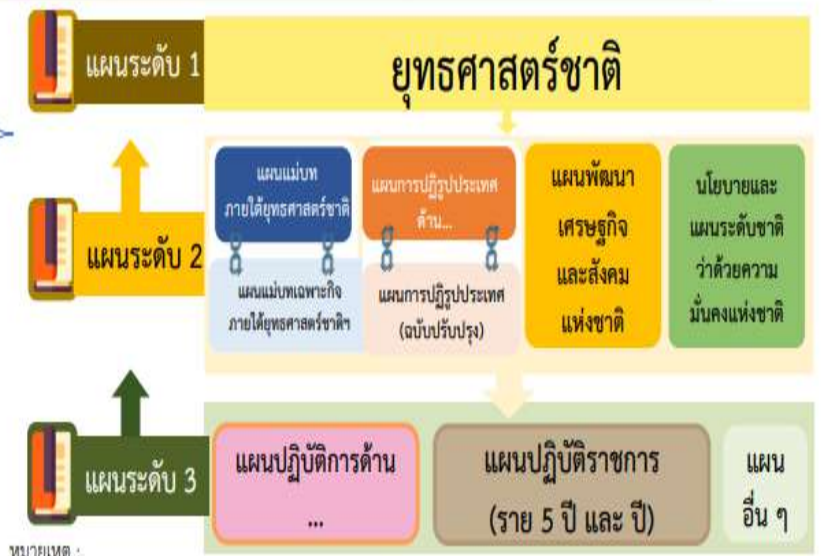 แผนระดับ 1
ยุทธศาสตร์ชาติ
แผนระดับ 2
แผนแม่บท
ภายใต้ยุทธศาสตร์ชาติ
แผนแม่บทเฉพาะกิจ
ภายใต้ยุทธศาสตร์ชาติฯ
แผนการปฏิรูปประเทศ
ด้าน...
แผนการปฏิรูปประเทศ
(ฉบับปรับปรุง)
แผนพัฒนา
เศรษฐกิจ
และสังคม
แห่งชาติ
นโยบายและ
แผนระดับชาติ
ว่าด้วยความ
มั่นคงแห่งชาติ
แผนระดับ 3
แผนปฏิบัติการด้าน
...
แผนปฏิบัติราชการ
(ราย 5 ปี และ ปี)
แผน
อื่น ๆ
หมายเหตุ :